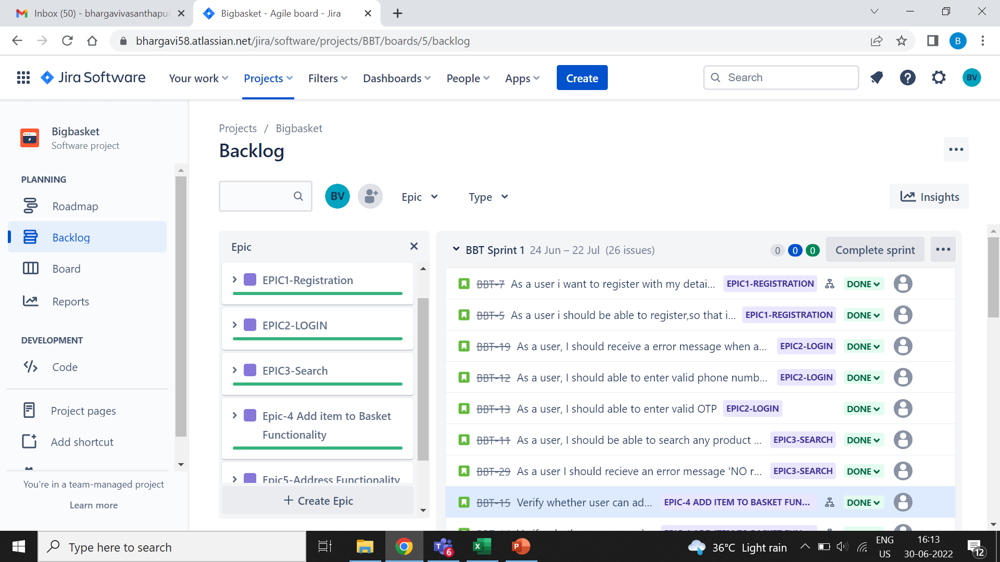 Inbox (50) - bhargavivasanthapu
Bigbasket - Agile board - Jira
bhargavi58.atlassian.net/jira/software/projects/BBT/boards/5/backlog
B
Jira Software
Your work
Projects
Filters
Dashboards
People
Apps
Create
Search
BV
Bigbasket
Software project
PLANNING
Roadmap
Backlog
Board
Reports
DEVELOPMENT
Code
Project pages
Add shortcut
You're in a team-managed project
Learn more
Projects / Bigbasket
Backlog
BV
Epic
Type
Insights
Epic
EPIC1-Registration
EPIC2-LOGIN
EPIC3-Search
Epic-4 Add item to Basket
Functionality
Epic5-Address Functionality
+ Create Epic
BBT Sprint 1 24 Jun – 22 Jul (26 issues) 0 0 0 Complete sprint
BBT-7 As a user i want to register with my detai... EPIC1-REGISTRATION DONE
BBT-5 As a user i should be able to register,so that i... EPIC1-REGISTRATION DONE
BBT-19 As a user, I should receive a error message when a... EPIC2-LOGIN DONE
BBT-12 As a user, I should able to enter valid phone numb... EPIC2-LOGIN DONE
BBT-13 As a user, I should able to enter valid OTP EPIC2-LOGIN DONE
BBT-11 As a user, I should be able to search any product ... EPIC3-SEARCH DONE
BBT-29 As a user I should recieve an error message 'NO r... EPIC3-SEARCH DONE
BBT-15 Verify whether user can ad... EPIC-4 ADD ITEM TO BASKET FUN... DONE
Type here to search
6
36°C Light rain
ENG
US
16:13
30-06-2022
12